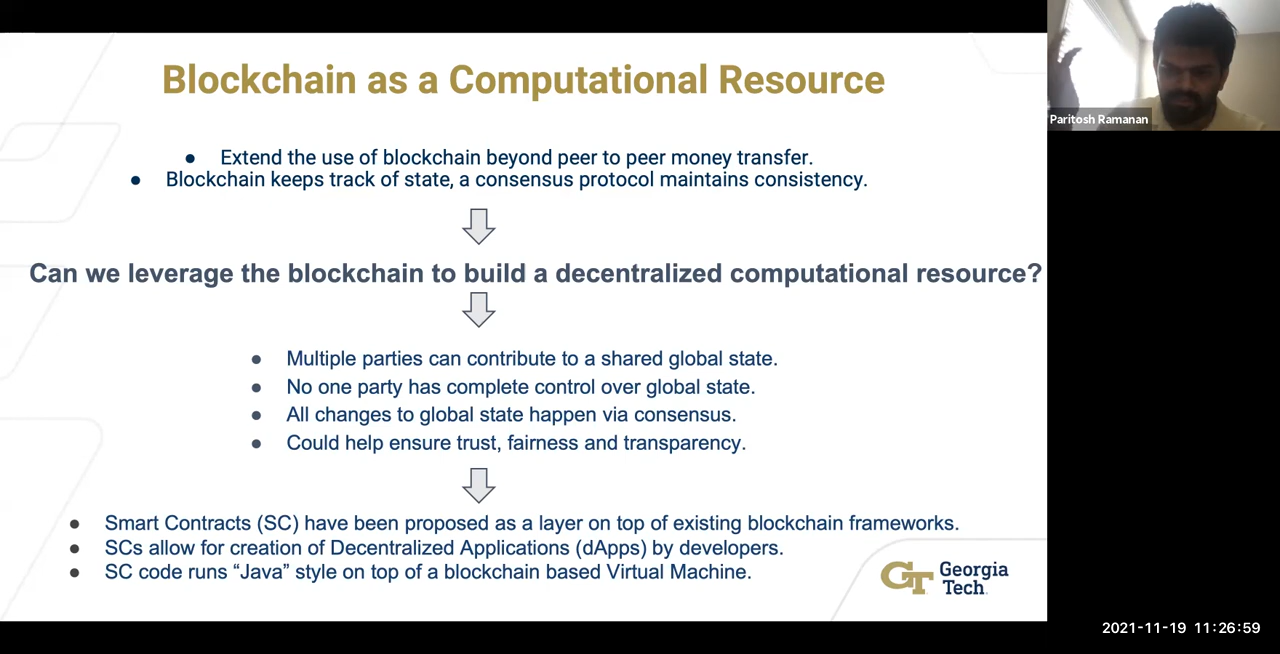 Blockchain as a Computational Resource
Paritosh Ramanan
● Extend the use of blockchain beyond peer to peer money transfer.
● Blockchain keeps track of state, a consensus protocol maintains consistency.
Can we leverage the blockchain to build a decentralized computational resource?
● Multiple parties can contribute to a shared global state.
● No one party has complete control over global state.
● All changes to global state happen via consensus.
● Could help ensure trust, fairness and transparency.
● Smart Contracts (SC) have been proposed as a layer on top of existing blockchain frameworks.
● SCs allow for creation of Decentralized Applications (dApps) by developers.
● SC code runs “Java” style on top of a blockchain based Virtual Machine.
GT Georgia
Tech
2021-11-19 11:26:59